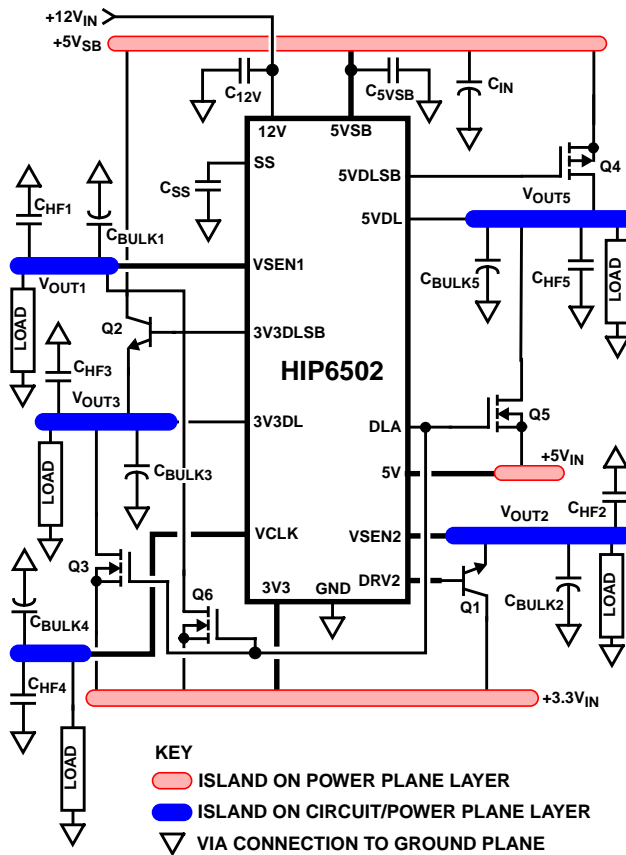 +12VIN
+5VSB
C12V
C5VSB
CIN
12V
5VSB
SS
CSS
5VDLSB
Q4
CHF1
CBULK1
5VDL
VOUT5
VSEN1
VOUT1
CBULK5
CHF5
LOAD
LOAD
Q2
3V3DLSB
CHF3
HIP6502
VOUT3
3V3DL
DLA
Q5
LOAD
CBULK3
5V
+5VIN
VCLK
VSEN2
VOUT2
CHF2
Q3
Q6
3V3
GND
DRV2
Q1
CBULK2
LOAD
CBULK4
CHF4
LOAD
+3.3VIN
KEY
ISLAND ON POWER PLANE LAYER
ISLAND ON CIRCUIT/POWER PLANE LAYER
VIA CONNECTION TO GROUND PLANE